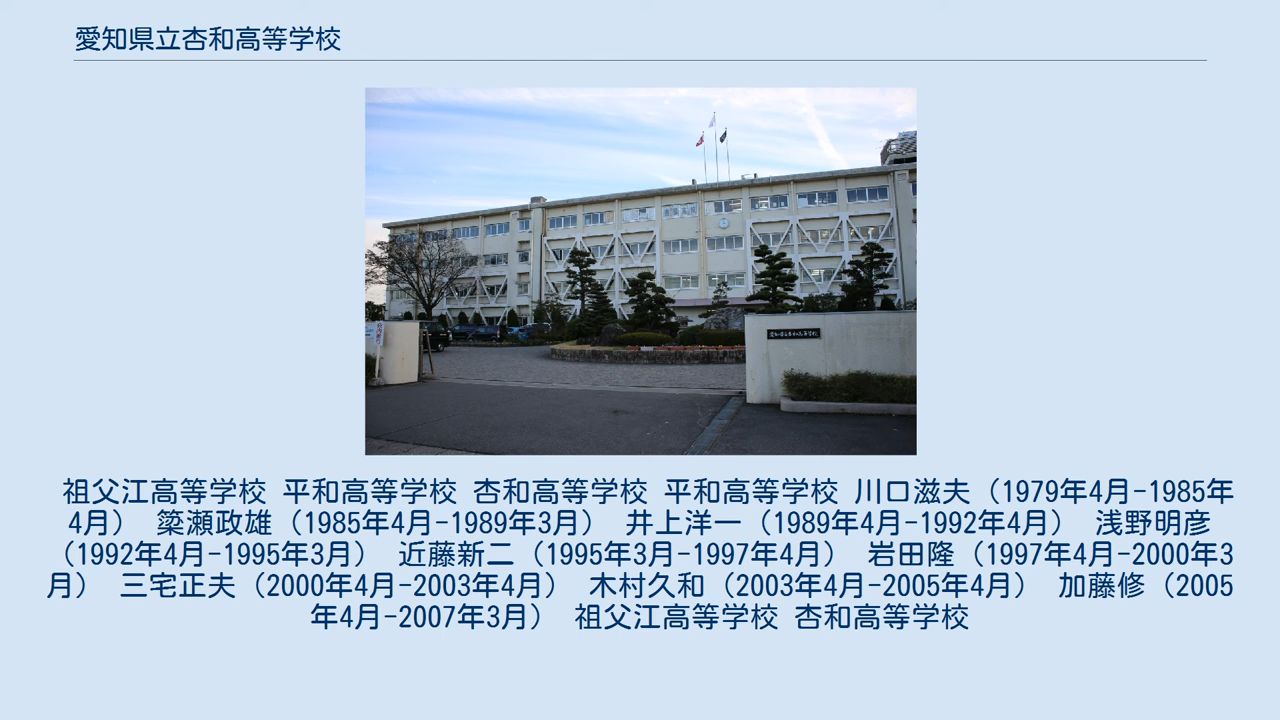 愛知県立杏和高等学校
愛知県立杏和高等学校
祖父江高等学校 平和高等学校 杏和高等学校 平和高等学校 川口滋夫（1979年4月-1985年
4月） 簗瀬政雄（1985年4月-1989年3月） 井上洋一（1989年4月-1992年4月） 浅野明彦
（1992年4月-1995年3月） 近藤新二（1995年3月-1997年4月） 岩田隆（1997年4月-2000年3
月） 三宅正夫（2000年4月-2003年4月） 木村久和（2003年4月-2005年4月） 加藤修（2005
年4月-2007年3月） 祖父江高等学校 杏和高等学校